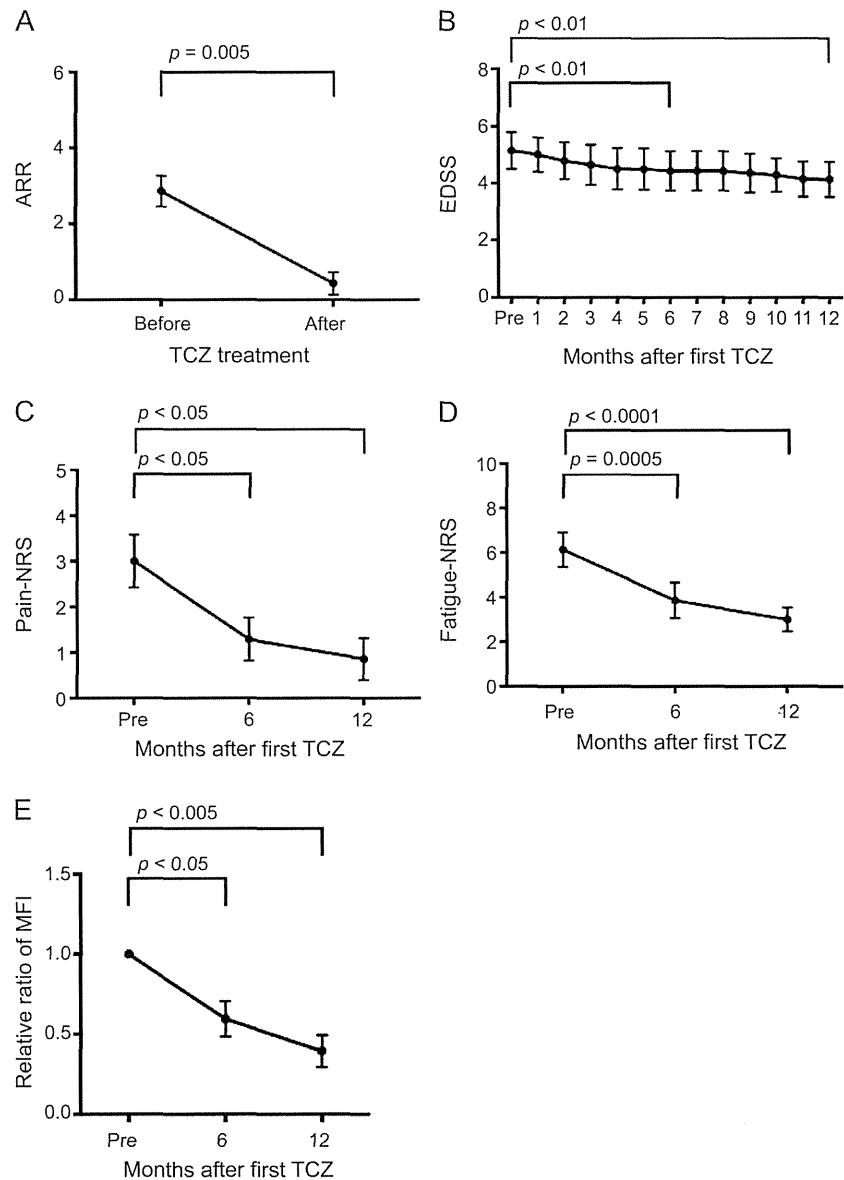 A
p = 0.005
6
4
2
0
ARR
Before After
TCZ treatment
B
p < 0.01
p < 0.01
8
6
4
2
0
EDSS
Pre 1 2 3 4 5 6 7 8 9 10 11 12
Months after first TCZ
C
p < 0.05
p < 0.05
5
4
3
2
1
0
Pain-NRS
Pre 6 12
Months after first TCZ
D
p < 0.0001
p = 0.0005
10
8
6
4
2
0
Fatigue-NRS
Pre 6 12
Months after first TCZ
E
p < 0.005
p < 0.05
1.5
1.0
0.5
0.0
Relative ratio of MFI
Pre 6 12
Months after first TCZ